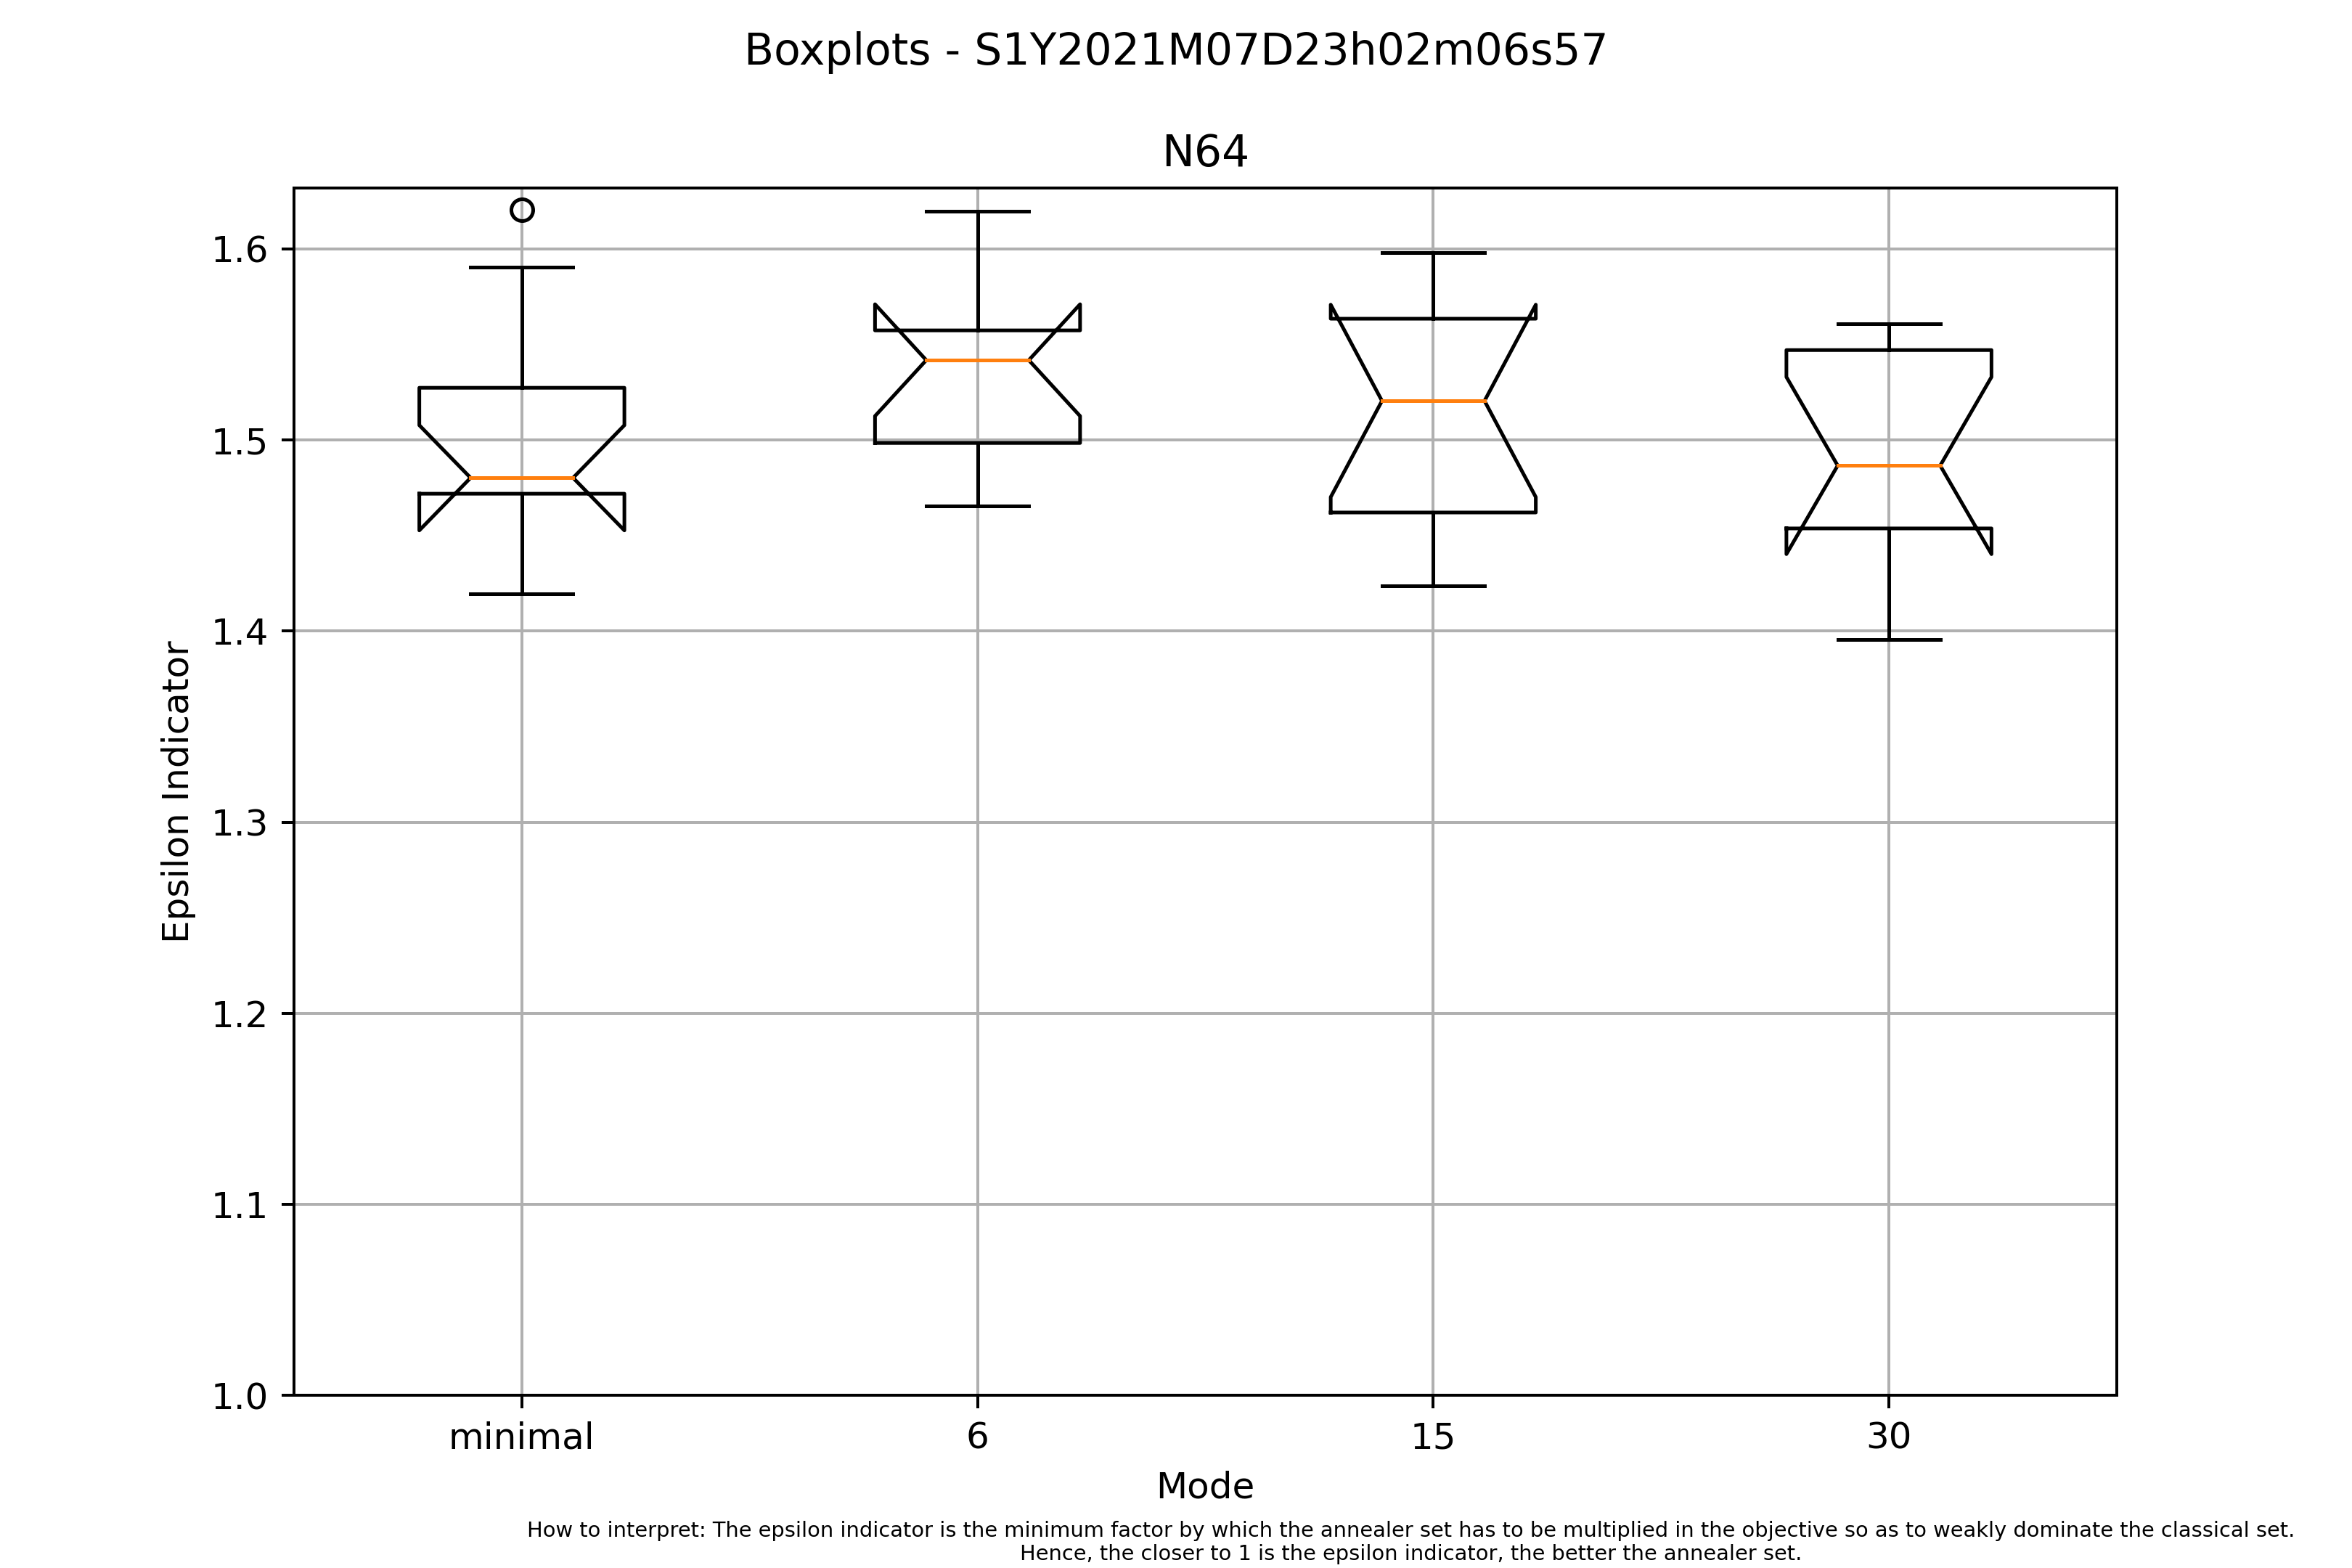 Boxplots - S1Y2021M07D23h02m06s57
N64
1.6
1.5
1.4
1.3
1.2
1.1
1.0
Epsilon Indicator
minimal 6 15 30
Mode
How to interpret: The epsilon indicator is the minimum factor by which the annealer set has to be multiplied in the objective so as to weakly dominate the classical set.
Hence, the closer to 1 is the epsilon indicator, the better the annealer set.